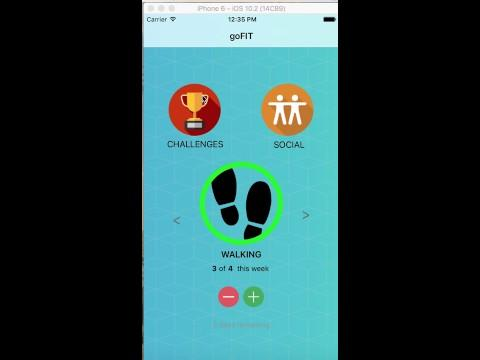 iPhone 6 – iOS 10.2 (14C89)
Carrier 12:35 PM
goFIT
CHALLENGES SOCIAL
< >
WALKING
3 of 4 this week
− +